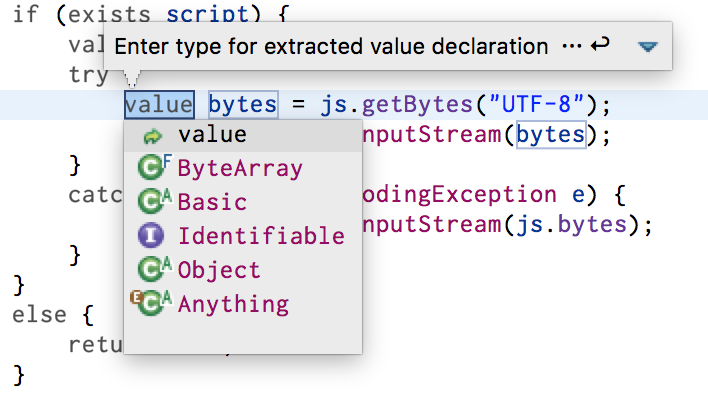 if (exists script) {
val
Enter type for extracted value declaration ... ↩
try
value bytes = js.getBytes("UTF-8");
value
nputStream(bytes);
F
ByteArray
}
A
Basic
catc
odingException e) {
I
Identifiable
nputStream(js.bytes);
A
Object
}
E
A
Anything
}
else {
retu
}